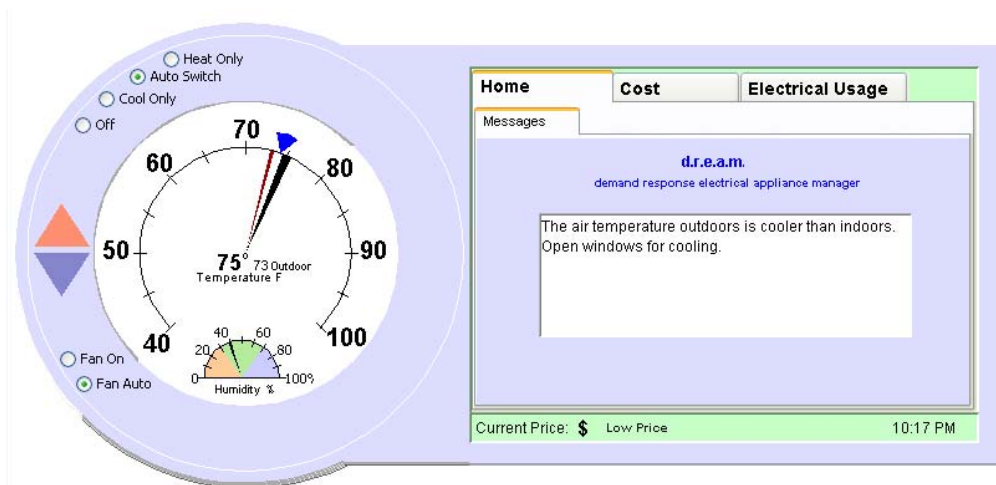 Heat Only
Auto Switch
Cool Only
Off
70
60
80
50
90
75° 73 Outdoor
Temperature F
40
100
40 60
20 80
0 100%
Humidity %
Fan On
Fan Auto
Home Cost Electrical Usage
Messages
d.r.e.a.m.
demand response electrical appliance manager
The air temperature outdoors is cooler than indoors.
Open windows for cooling.
Current Price: $ Low Price 10:17 PM